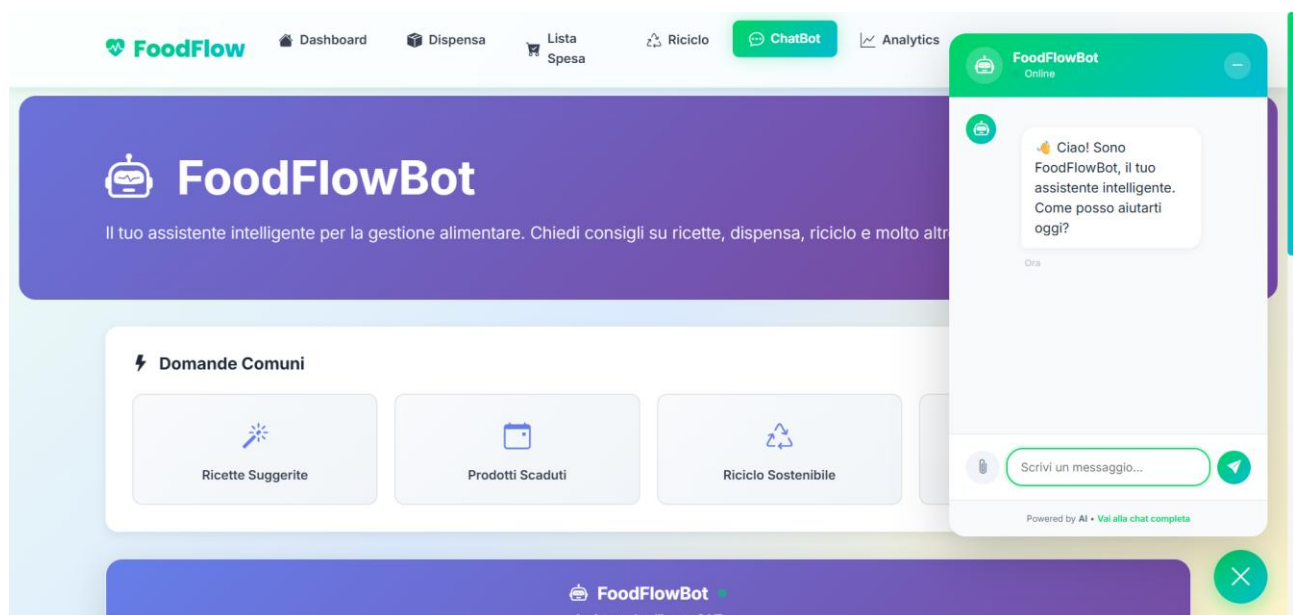 FoodFlow
Dashboard
Dispensa
Lista
Spesa
Riciclo
ChatBot
Analytics
FoodFlowBot
Il tuo assistente intelligente per la gestione alimentare. Chiedi consigli su ricette, dispensa, riciclo e molto
Domande Comuni
Ricette Suggerite
Prodotti Scaduti
Riciclo Sostenibile
FoodFlowBot
FoodFlowBot
Online
Ciao! Sono
FoodFlowBot, il tuo
assistente intelligente.
Come posso aiutarti
oggi?
Ora
Scrivi un messaggio...
Powered by AI • Vai alla chat completa